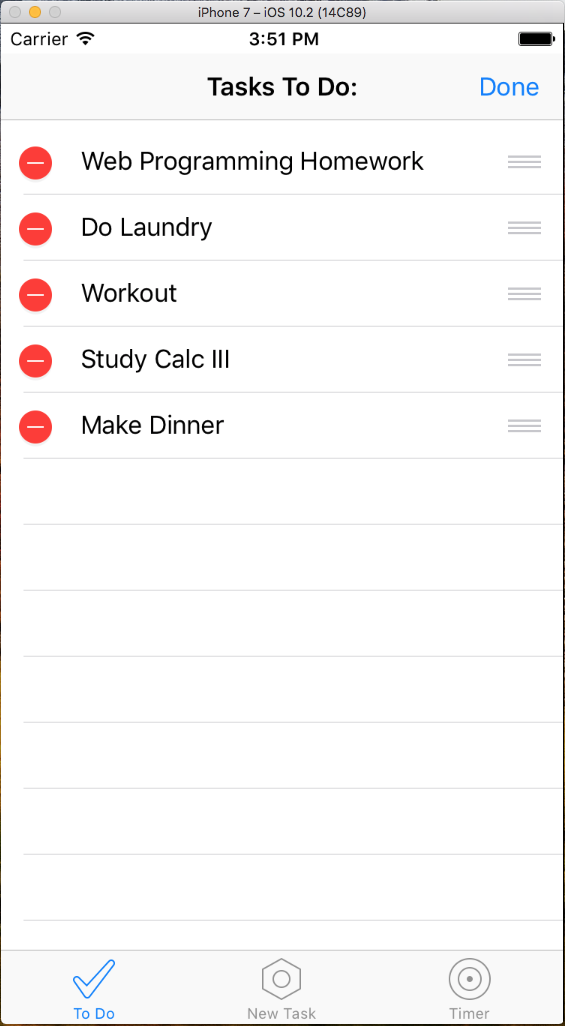 iPhone 7 – iOS 10.2 (14C89)
Carrier 3:51 PM
Tasks To Do: Done
Web Programming Homework
Do Laundry
Workout
Study Calc III
Make Dinner
To Do New Task Timer